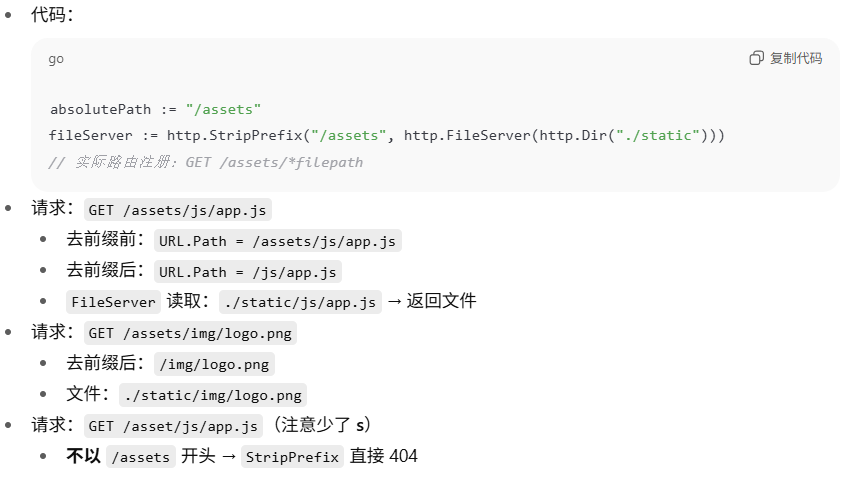 • 代码：
go
复制代码
absolutePath := "/assets"
fileServer := http.StripPrefix("/assets", http.FileServer(http.Dir("./static")))
// 实际路由注册：GET /assets/*filepath
• 请求：GET /assets/js/app.js
• 去前缀前：URL.Path = /assets/js/app.js
• 去前缀后：URL.Path = /js/app.js
• FileServer 读取：./static/js/app.js → 返回文件
• 请求：GET /assets/img/logo.png
• 去前缀后：/img/logo.png
• 文件：./static/img/logo.png
• 请求：GET /asset/js/app.js（注意少了 s）
• 不以 /assets 开头 → StripPrefix 直接 404